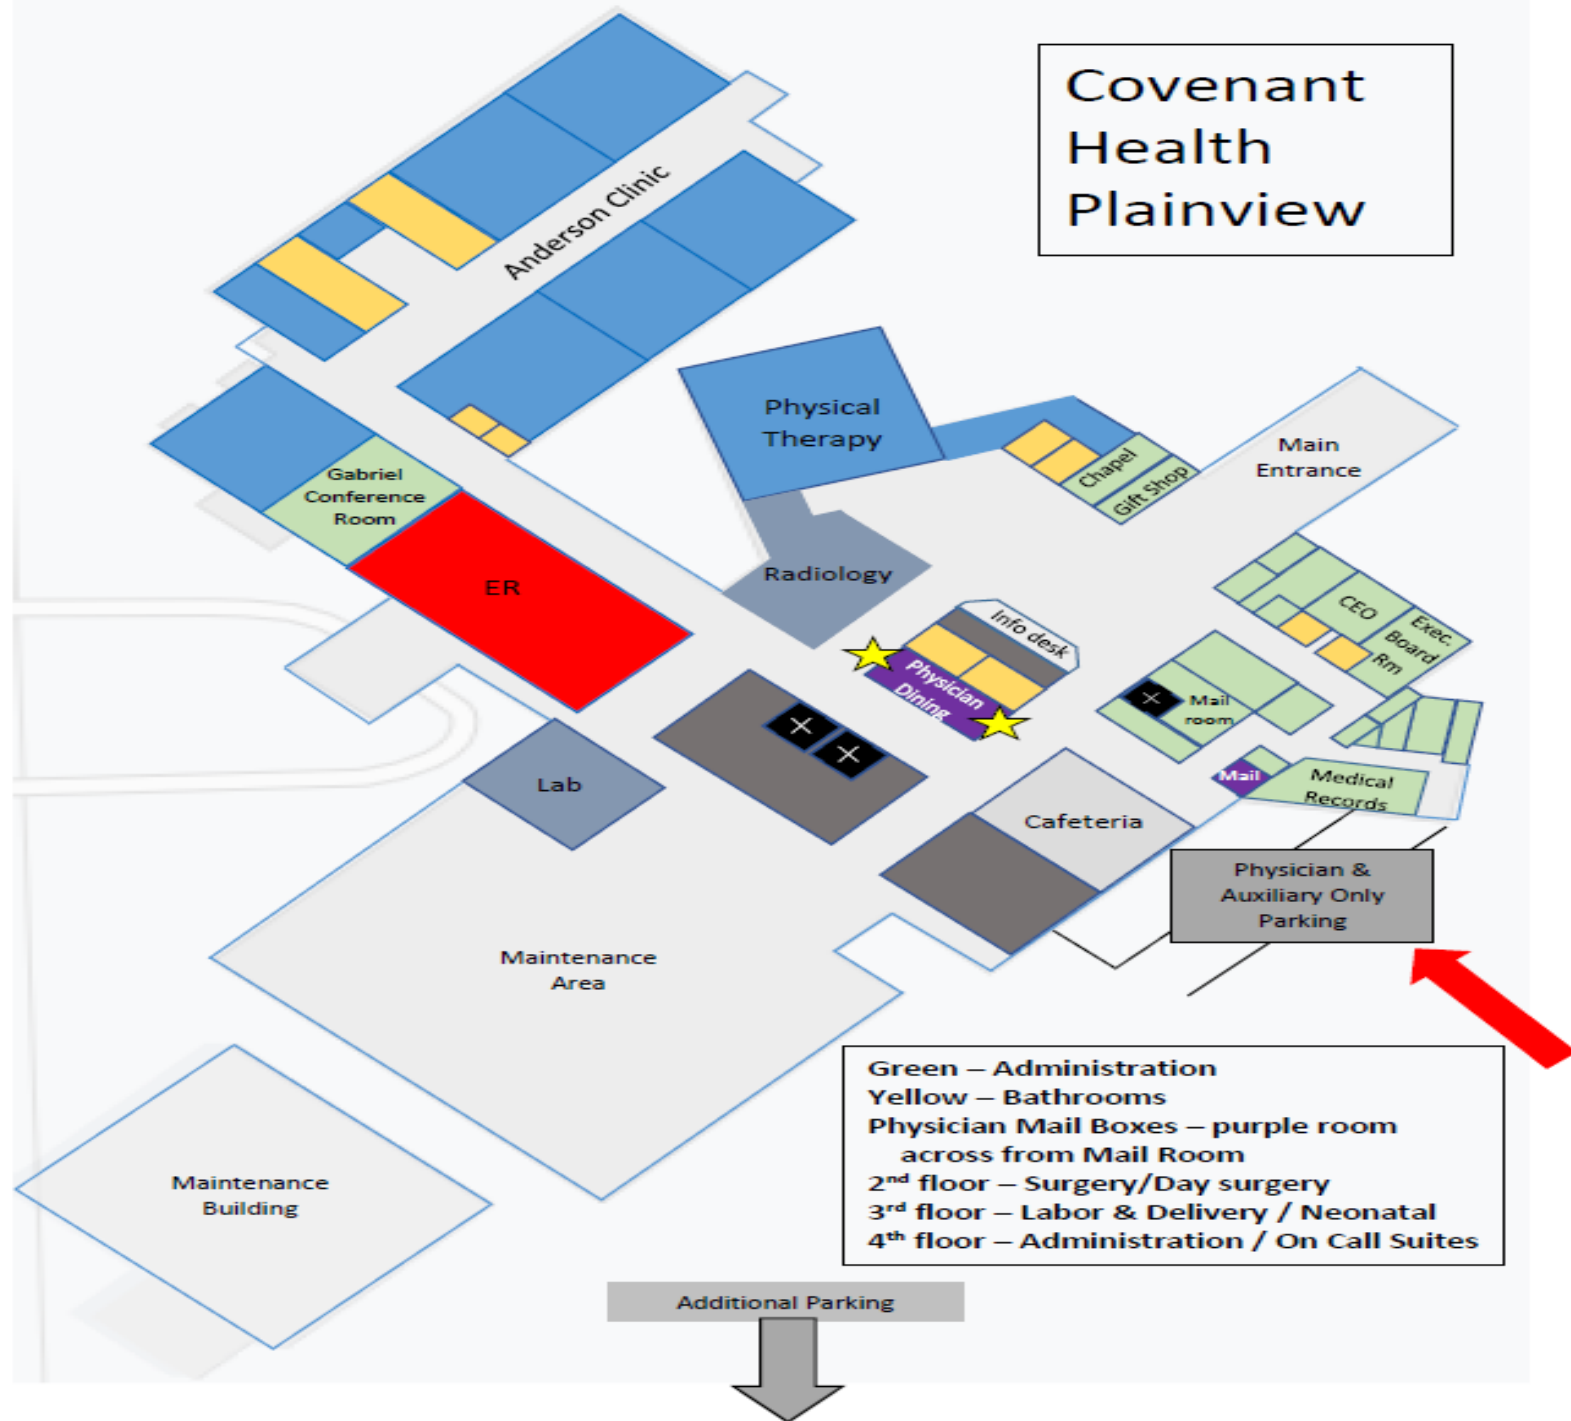 Covenant
Health
Plainview
Anderson Clinic
Physical
Therapy
Main
Entrance
Chapel
Gift Shop
Gabriel
Conference
Room
ER
Radiology
Info desk
Physician
Dining
CEO
Exec.
Board
Rm
Mail
room
Mail
Medical
Records
Lab
Cafeteria
Physician &
Auxiliary Only
Parking
Maintenance
Area
Maintenance
Building
Green – Administration
Yellow – Bathrooms
Physician Mail Boxes – purple room
across from Mail Room
2nd floor – Surgery/Day surgery
3rd floor – Labor & Delivery / Neonatal
4th floor – Administration / On Call Suites
Additional Parking